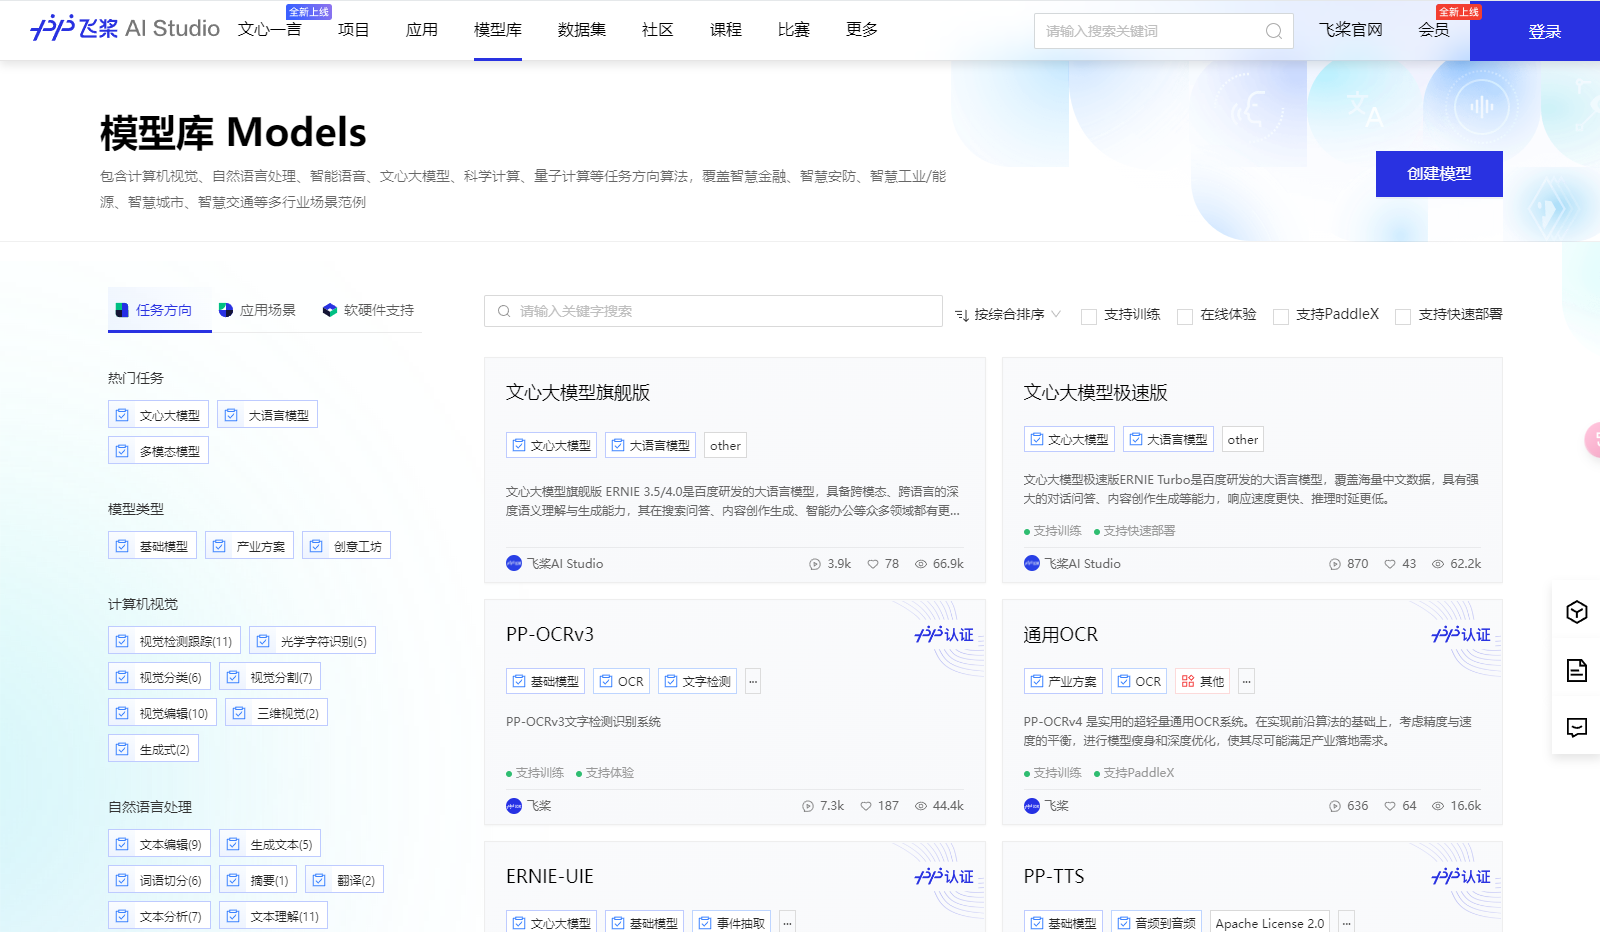 飞桨 AI Studio 文心一言 全新上线 项目 应用 模型库 数据集 社区 课程 比赛 更多 请输入搜索关键词 飞桨官网 会员 全新上线 登录
模型库 Models
包含计算机视觉、自然语言处理、智能语音、文心大模型、科学计算、量子计算等任务方向算法，覆盖智慧金融、智慧安防、智慧工业/能
源、智慧城市、智慧交通等多行业场景范例
创建模型
任务方向 应用场景 软硬件支持
热门任务
文心大模型 大语言模型
多模态模型
模型类型
基础模型 产业方案 创意工坊
计算机视觉
视觉检测跟踪(11) 光学字符识别(5)
视觉分类(6) 视觉分割(7)
视觉编辑(10) 三维视觉(2)
生成式(2)
自然语言处理
文本编辑(9) 生成文本(5)
词语切分(6) 摘要(1) 翻译(2)
文本分析(7) 文本理解(11)
请输入关键字搜索 按综合排序 支持训练 在线体验 支持PaddleX 支持快速部署
文心大模型旗舰版
文心大模型 大语言模型 other
文心大模型旗舰版 ERNIE 3.5/4.0是百度研发的大语言模型，具备跨模态、跨语言的深
度语义理解与生成能力，其在搜索问答、内容创作生成、智能办公等众多领域都有更...
飞桨AI Studio 3.9k 78 66.9k
文心大模型极速版
文心大模型 大语言模型 other
文心大模型极速版ERNIE Turbo是百度研发的大语言模型，覆盖海量中文数据，具有强
大的对话问答、内容创作生成等能力，响应速度更快、推理时延更低。
支持训练 支持快速部署
飞桨AI Studio 870 43 62.2k
PP-OCRv3 认证
基础模型 OCR 文字检测 ...
PP-OCRv3文字检测识别系统
支持训练 支持体验
飞桨 7.3k 187 44.4k
通用OCR 认证
产业方案 OCR 其他 ...
PP-OCRv4 是实用的超轻量通用OCR系统。在实现前沿算法的基础上，考虑精度与速
度的平衡，进行模型瘦身和深度优化，使其尽可能满足产业落地需求。
支持训练 支持PaddleX
飞桨 636 64 16.6k
ERNIE-UIE 认证
文心大模型 基础模型 事件抽取 ...
PP-TTS 认证
基础模型 音频到音频 Apache License 2.0 ...